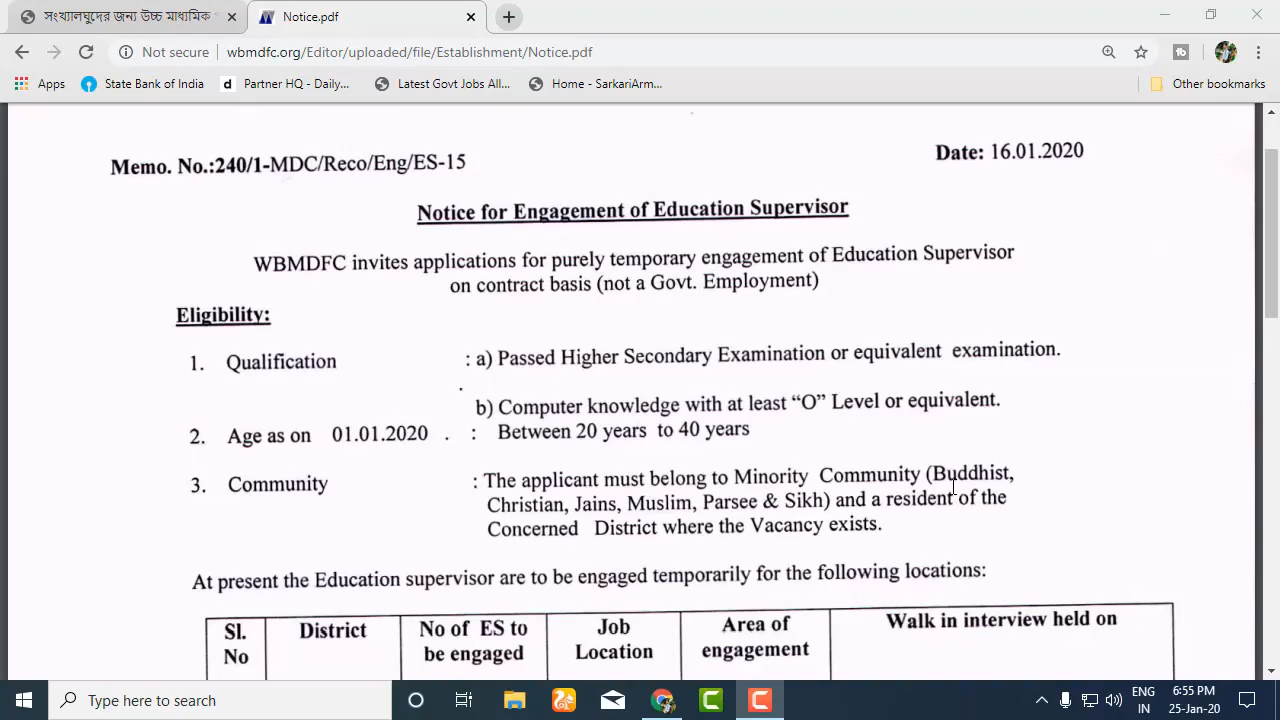 সংখ্যালঘুদের জন্য উচ্চ মাধ্যমিক
Notice.pdf
Not secure
wbmdfc.org/Editor/uploaded/file/Establishment/Notice.pdf
Apps
State Bank of India
Partner HQ - Daily...
Latest Govt Jobs All...
Home - SarkariArm...
Other bookmarks
Memo. No.:240/1-MDC/Reco/Eng/ES-15
Date: 16.01.2020
Notice for Engagement of Education Supervisor
WBMDFC invites applications for purely temporary engagement of Education Supervisor
on contract basis (not a Govt. Employment)
Eligibility:
1. Qualification : a) Passed Higher Secondary Examination or equivalent examination.
b) Computer knowledge with at least “O” Level or equivalent.
2. Age as on 01.01.2020 . : Between 20 years to 40 years
3. Community : The applicant must belong to Minority Community (Buddhist,
Christian, Jains, Muslim, Parsee & Sikh) and a resident of the
Concerned District where the Vacancy exists.
At present the Education supervisor are to be engaged temporarily for the following locations:
Sl.
No
District
No of ES to
be engaged
Job
Location
Area of
engagement
Walk in interview held on
Type here to search
ENG
IN
6:55 PM
25-Jan-20